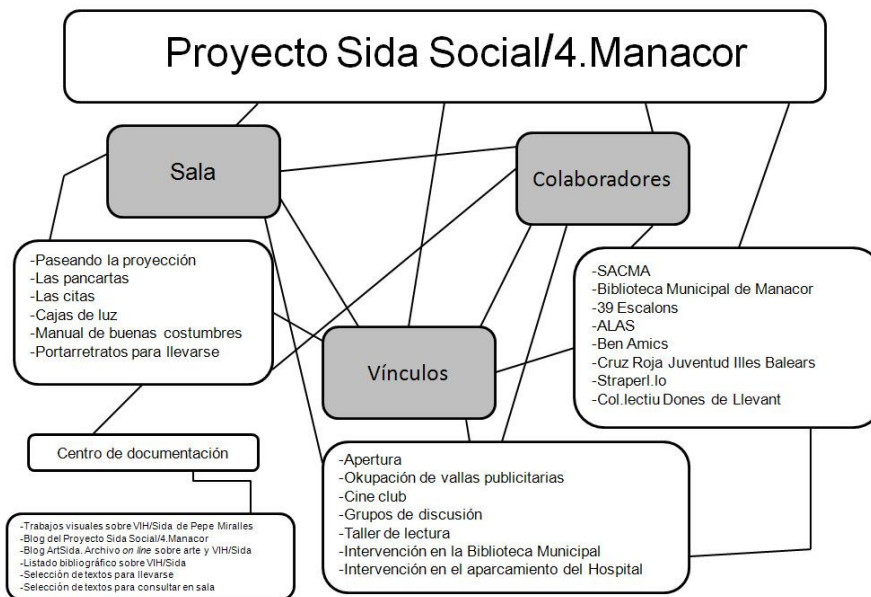 Proyecto Sida Social/4.Manacor
Sala
Colaboradores
-Paseando la proyección
-Las pancartas
-Las citas
-Cajas de luz
-Manual de buenas costumbres
-Portarretratos para llevarse
-SACMA
-Biblioteca Municipal de Manacor
-39 Escalons
-ALAS
-Ben Amics
-Cruz Roja Juventud Illes Balears
-Straperl.lo
-Col.lectiu Dones de Llevant
Vínculos
Centro de documentación
-Apertura
-Okupación de vallas publicitarias
-Cine club
-Grupos de discusión
-Taller de lectura
-Intervención en la Biblioteca Municipal
-Intervención en el aparcamiento del Hospital
-Trabajos visuales sobre VIH/Sida de Pepe Miralles
-Blog del Proyecto Sida Social/4.Manacor
-Blog ArtSida. Archivo on line sobre arte y VIH/Sida
-Listado bibliográfico sobre VIH/Sida
-Selección de textos para llevarse
-Selección de textos para consultar en sala